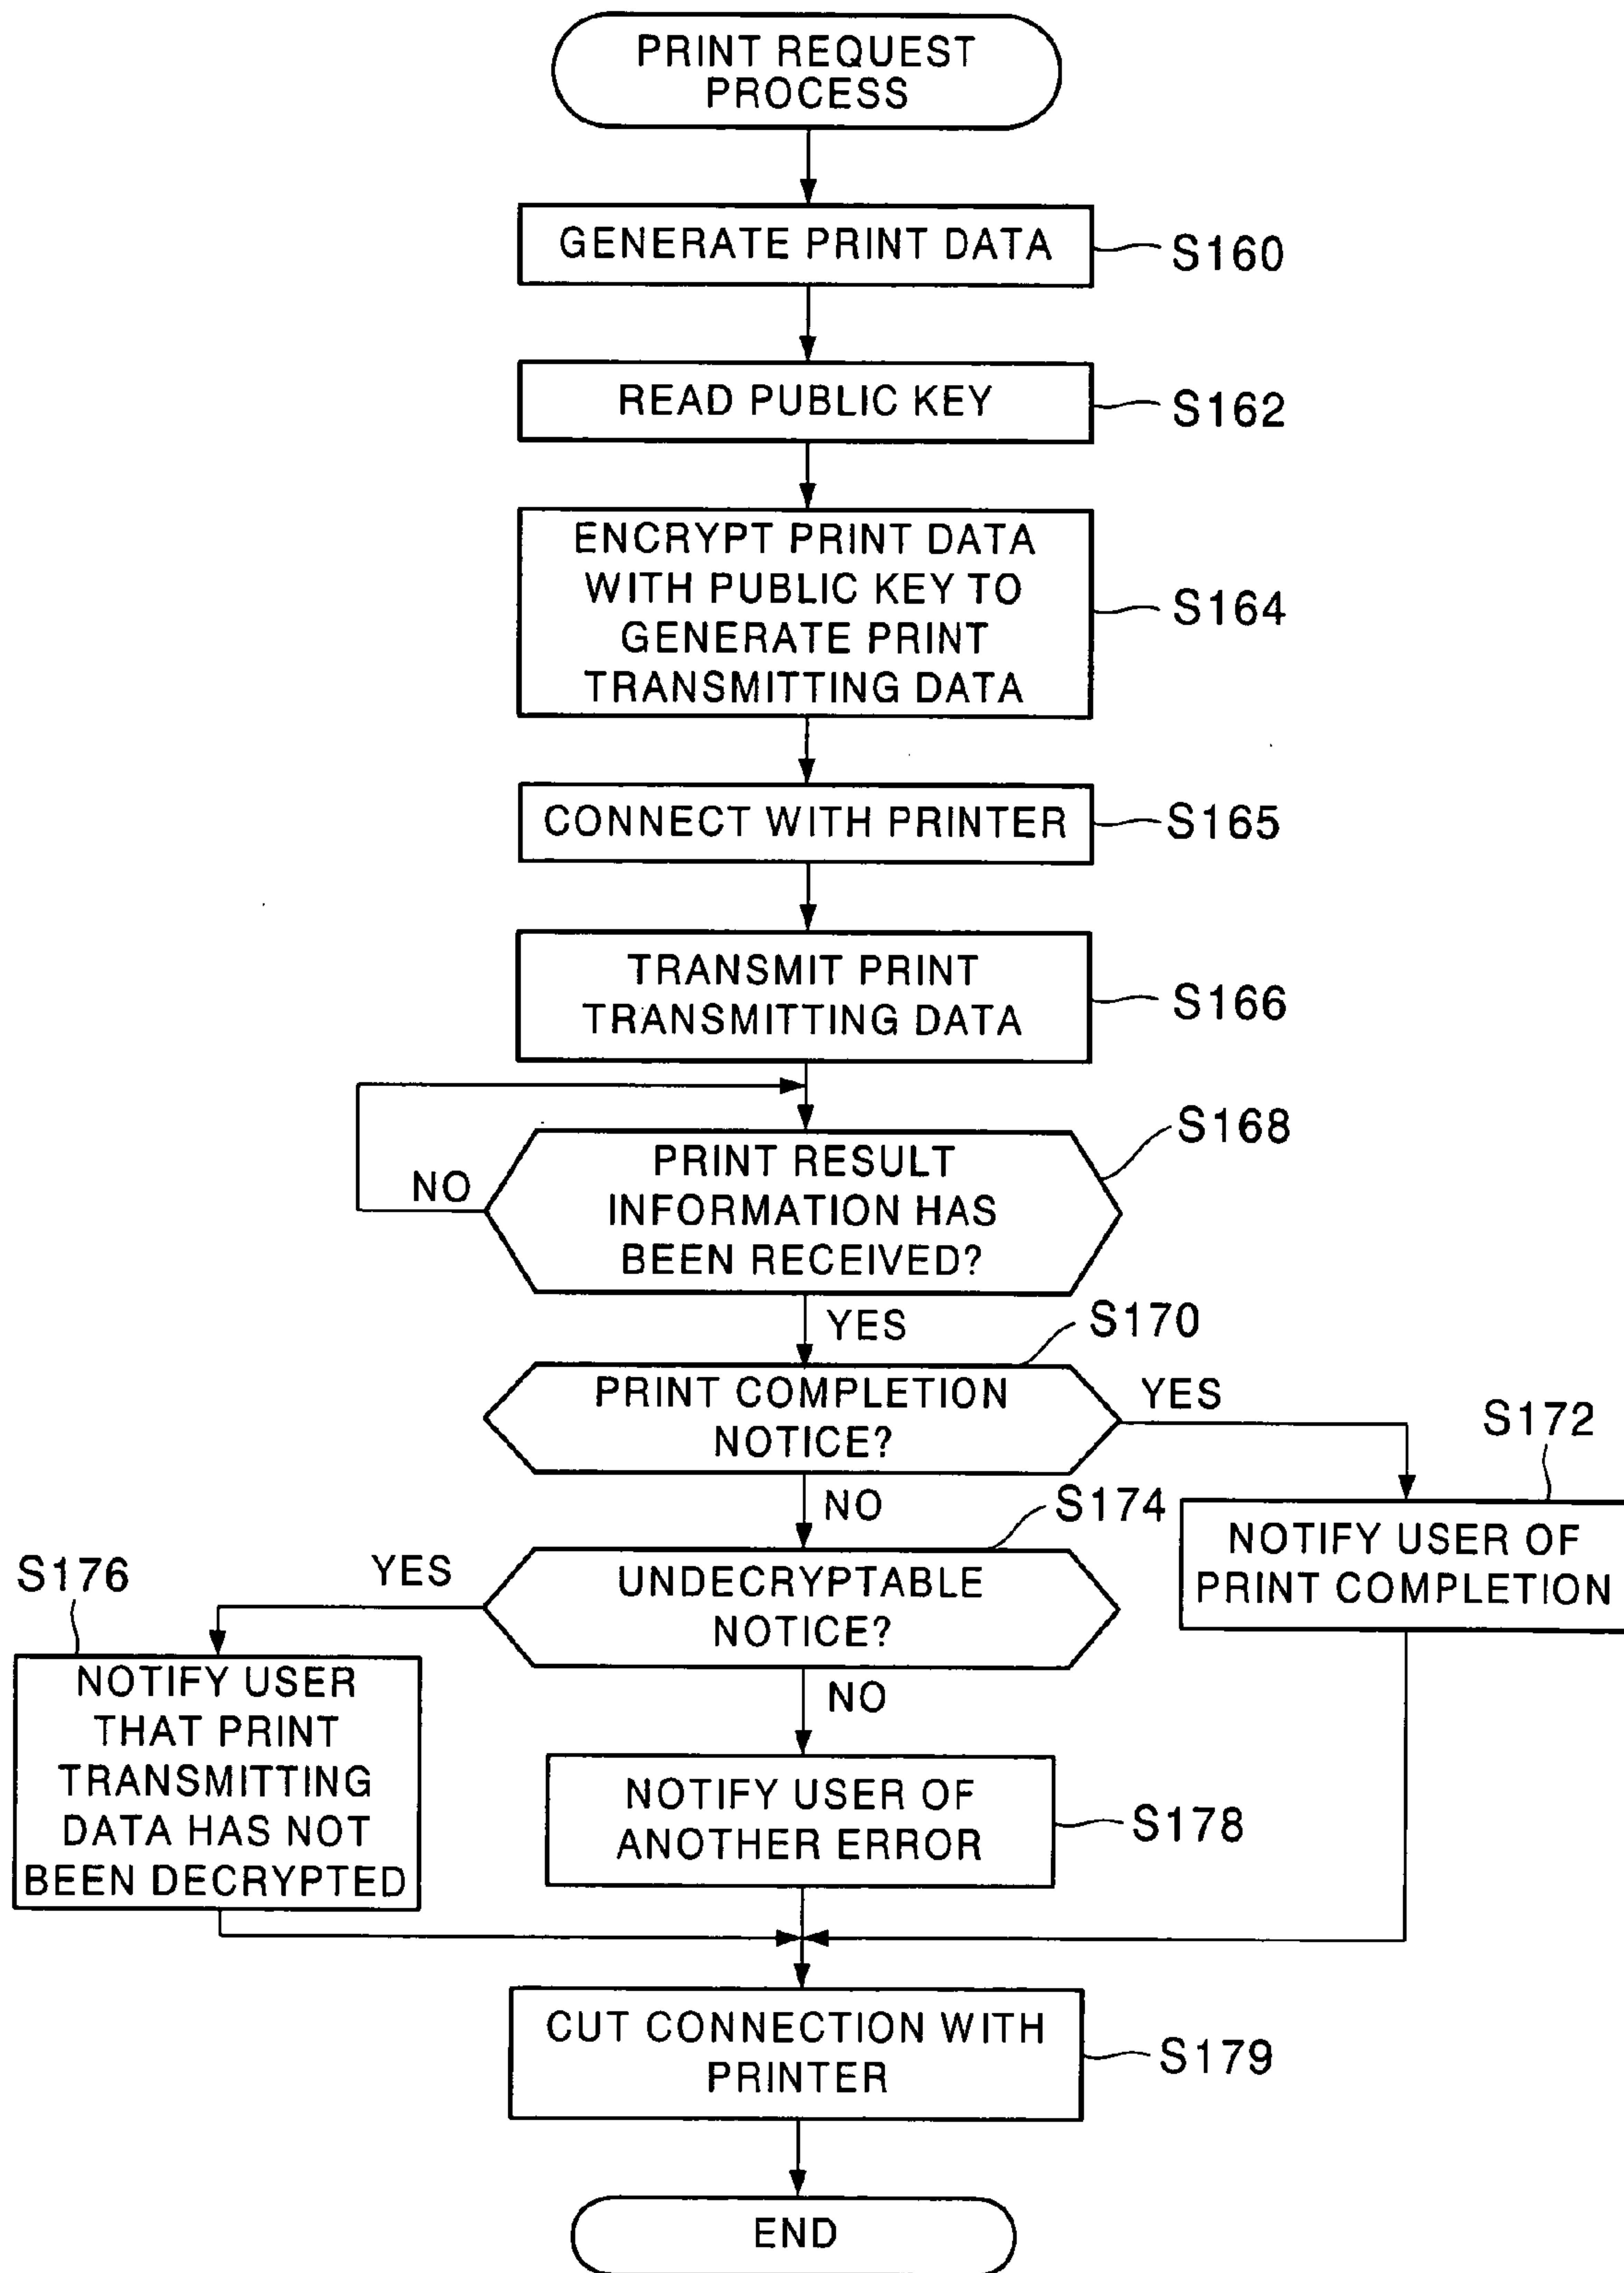 PRINT REQUEST
PROCESS
GENERATE PRINT DATA
S160
READ PUBLIC KEY
S162
ENCRYPT PRINT DATA
WITH PUBLIC KEY TO
GENERATE PRINT
TRANSMITTING DATA
S164
CONNECT WITH PRINTER
S165
TRANSMIT PRINT
TRANSMITTING DATA
S166
S168
PRINT RESULT
INFORMATION HAS
BEEN RECEIVED?
NO
YES
S170
PRINT COMPLETION
NOTICE?
YES
S172
NOTIFY USER OF
PRINT COMPLETION
NO
S174
UNDECRYPTABLE
NOTICE?
YES
S176
NOTIFY USER
THAT PRINT
TRANSMITTING
DATA HAS NOT
BEEN DECRYPTED
NO
NOTIFY USER OF
ANOTHER ERROR
S178
CUT CONNECTION WITH
PRINTER
S179
END